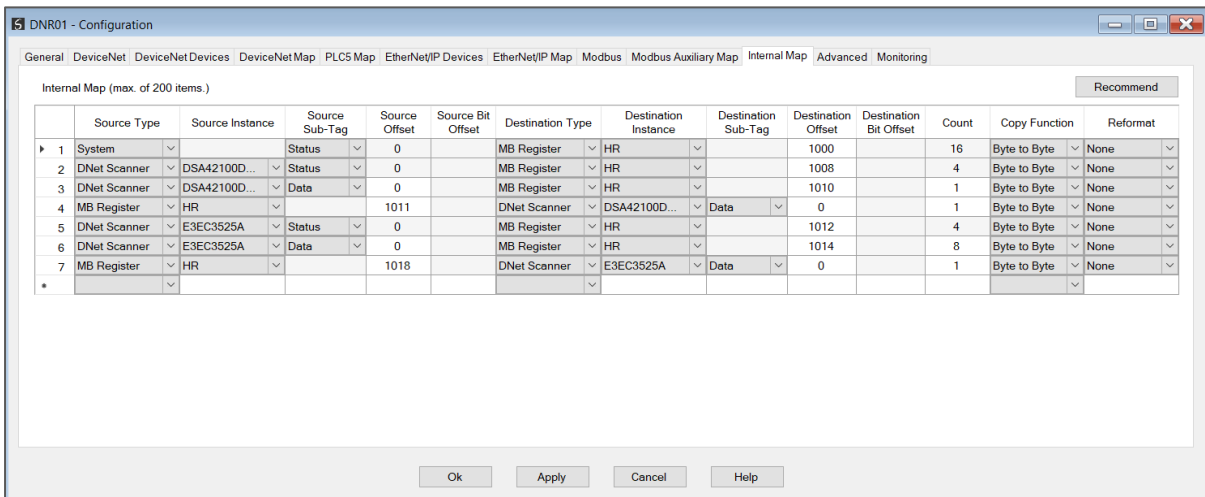 DNR01 - Configuration
General DeviceNet DeviceNet Devices DeviceNet Map PLC5 Map EtherNet/IP Devices EtherNet/IP Map Modbus Modbus Auxiliary Map Internal Map Advanced Monitoring
Internal Map (max. of 200 items.) Recommend
Source Type Source Instance Source Sub-Tag Source Offset Source Bit Offset Destination Type Destination Instance Destination Sub-Tag Destination Offset Destination Bit Offset Count Copy Function Reformat
1 System Status 0 MB Register HR 1000 16 Byte to Byte None
2 DNet Scanner DSA42100D... Status 0 MB Register HR 1008 4 Byte to Byte None
3 DNet Scanner DSA42100D... Data 0 MB Register HR 1010 1 Byte to Byte None
4 MB Register HR 1011 DNet Scanner DSA42100D... Data 0 1 Byte to Byte None
5 DNet Scanner E3EC3525A Status 0 MB Register HR 1012 4 Byte to Byte None
6 DNet Scanner E3EC3525A Data 0 MB Register HR 1014 8 Byte to Byte None
7 MB Register HR 1018 DNet Scanner E3EC3525A Data 0 1 Byte to Byte None
Ok Apply Cancel Help